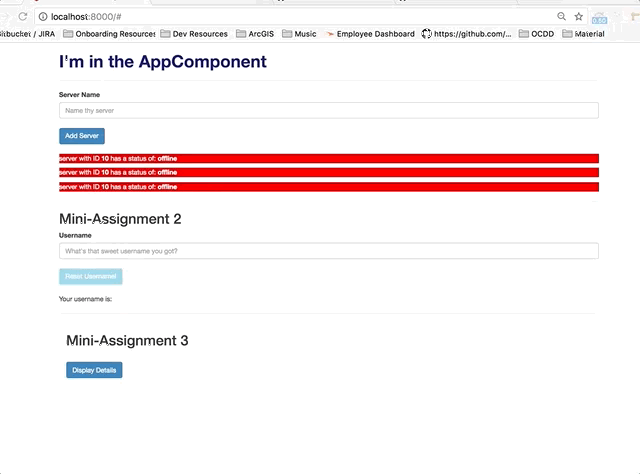 localhost:8000/#
/ JIRA Onboarding Resources Dev Resources ArcGIS Music Employee Dashboard https://github.com/... OCDD Material
I'm in the AppComponent
Server Name
Name thy server
Add Server
server with ID 10 has a status of: offline
server with ID 10 has a status of: offline
server with ID 10 has a status of: offline
Mini-Assignment 2
Username
What's that sweet username you got?
Reset Username!
Your username is:
Mini-Assignment 3
Display Details